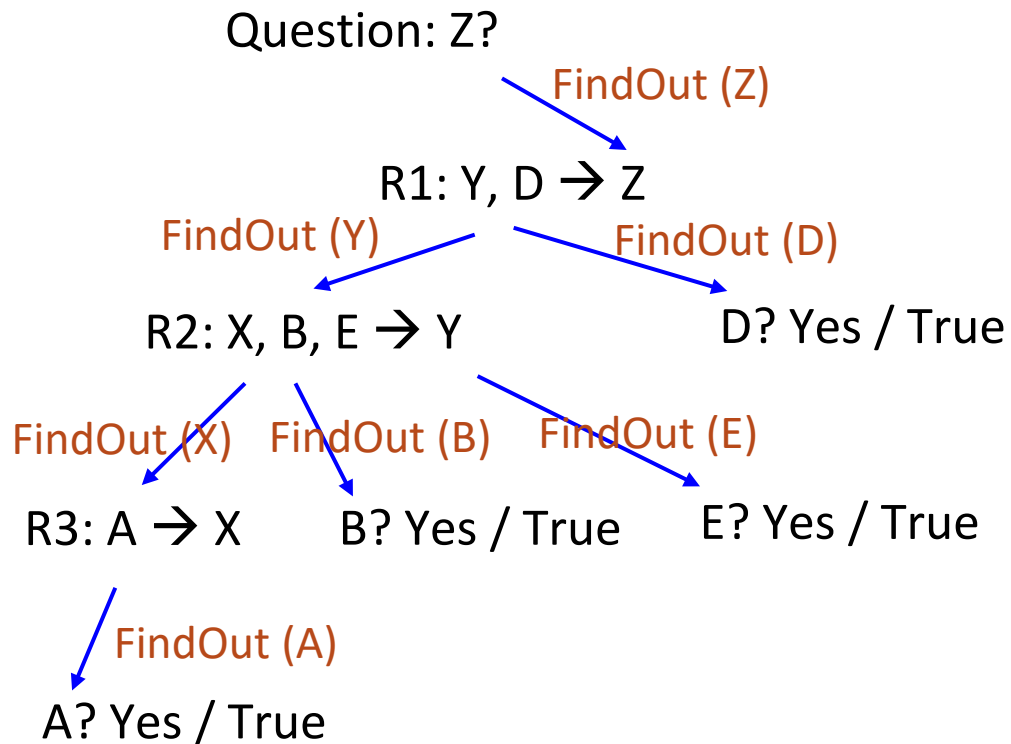 Question: Z?
FindOut (Z)
R1: Y, D → Z
FindOut (Y)
FindOut (D)
R2: X, B, E → Y
D? Yes / True
FindOut (X)
FindOut (B)
FindOut (E)
R3: A → X
B? Yes / True
E? Yes / True
FindOut (A)
A? Yes / True